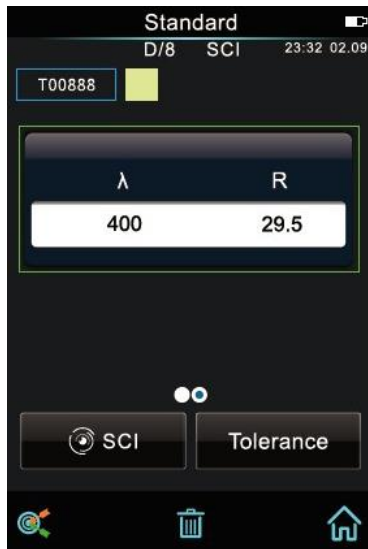 Standard
D/8 SCI 23:32 02.09
T00888
λ R
400 29.5
SCI Tolerance